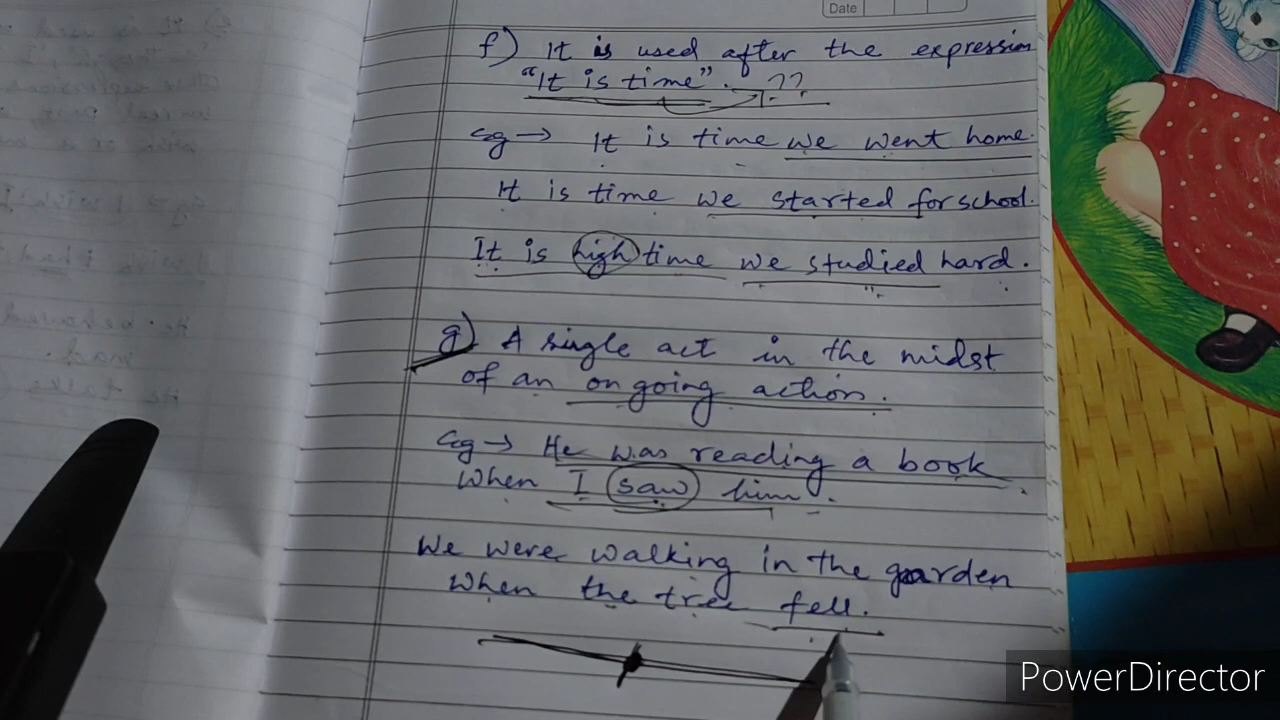 Date
f) It is used after the expression
"It is time". ??
eg → It is time we went home.
It is time we started for school.
It is high time we studied hard.
g) A single act in the midst
of an on going action.
eg → He was reading a book
when I saw him.
We were walking in the garden
when the tree fell.
PowerDirector